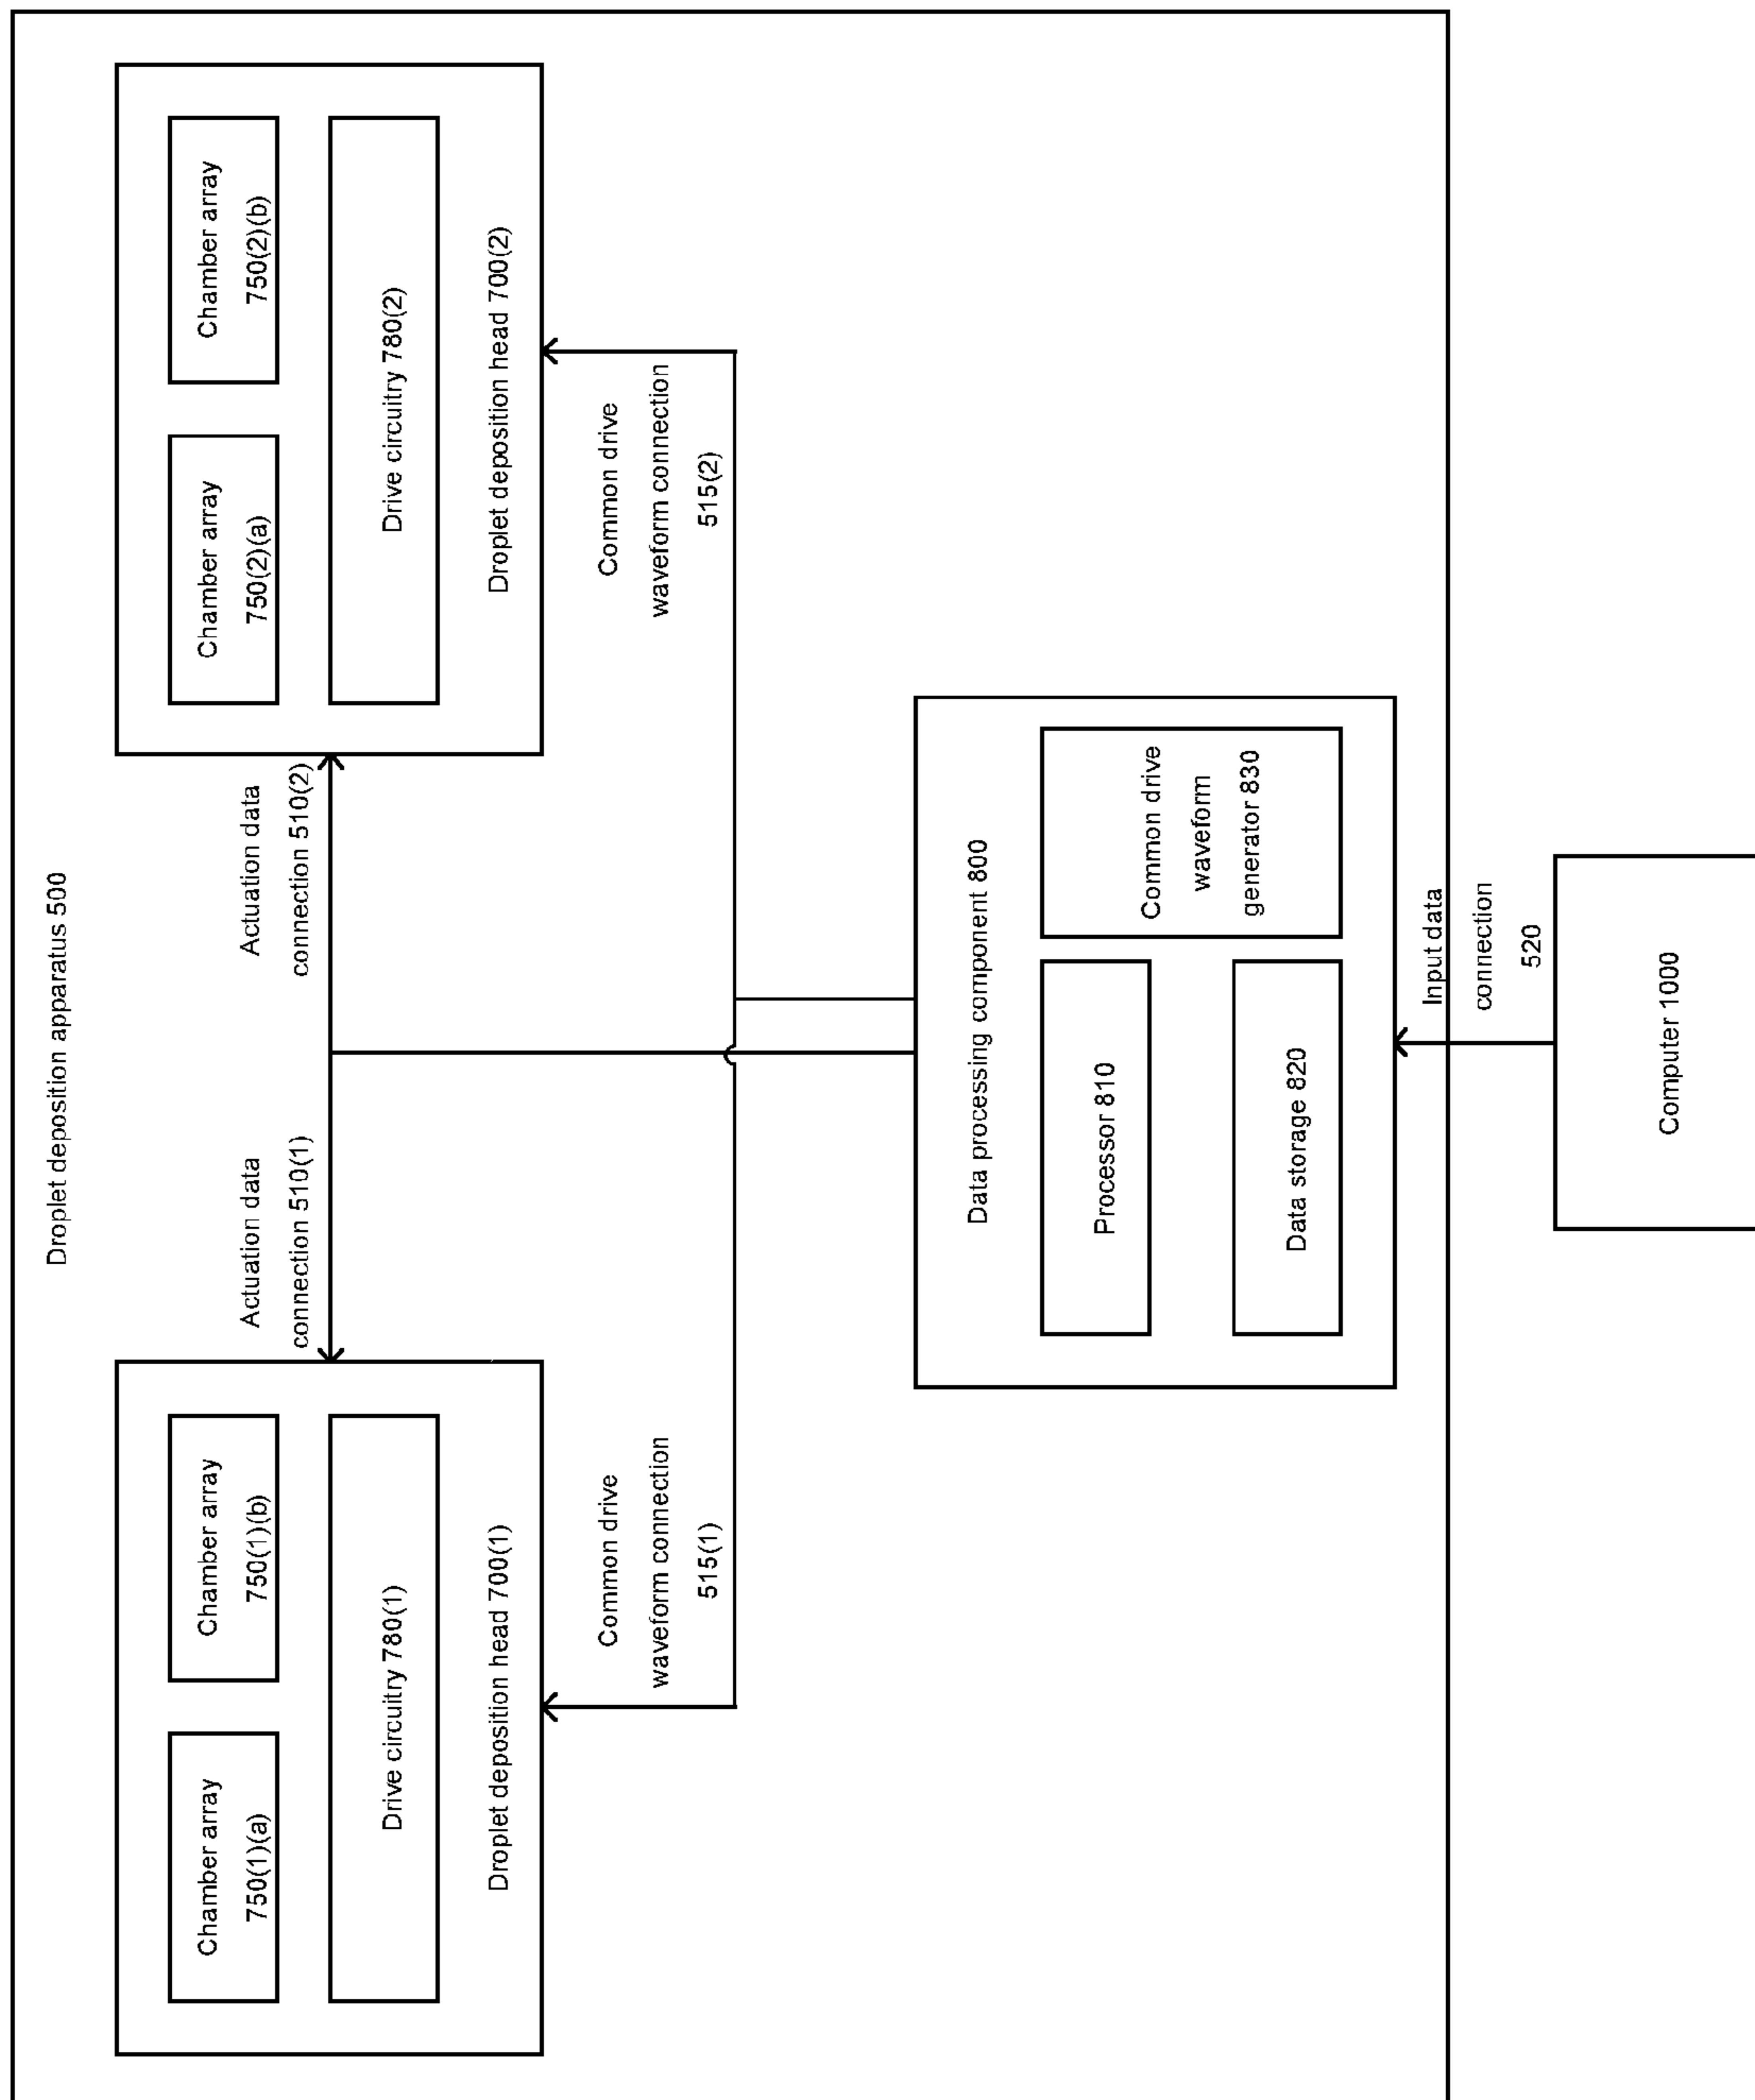 Droplet deposition apparatus 500
Chamber array
750(1)(a)
Chamber array
750(1)(b)
Drive circuitry 780(1)
Droplet deposition head 700(1)
Actuation data
connection 510(1)
Actuation data
connection 510(2)
Chamber array
750(2)(a)
Chamber array
750(2)(b)
Drive circuitry 780(2)
Droplet deposition head 700(2)
Common drive
waveform connection
515(1)
Common drive
waveform connection
515(2)
Data processing component 800
Processor 810
Data storage 820
Common drive
waveform
generator 830
Input data
connection
520
Computer 1000